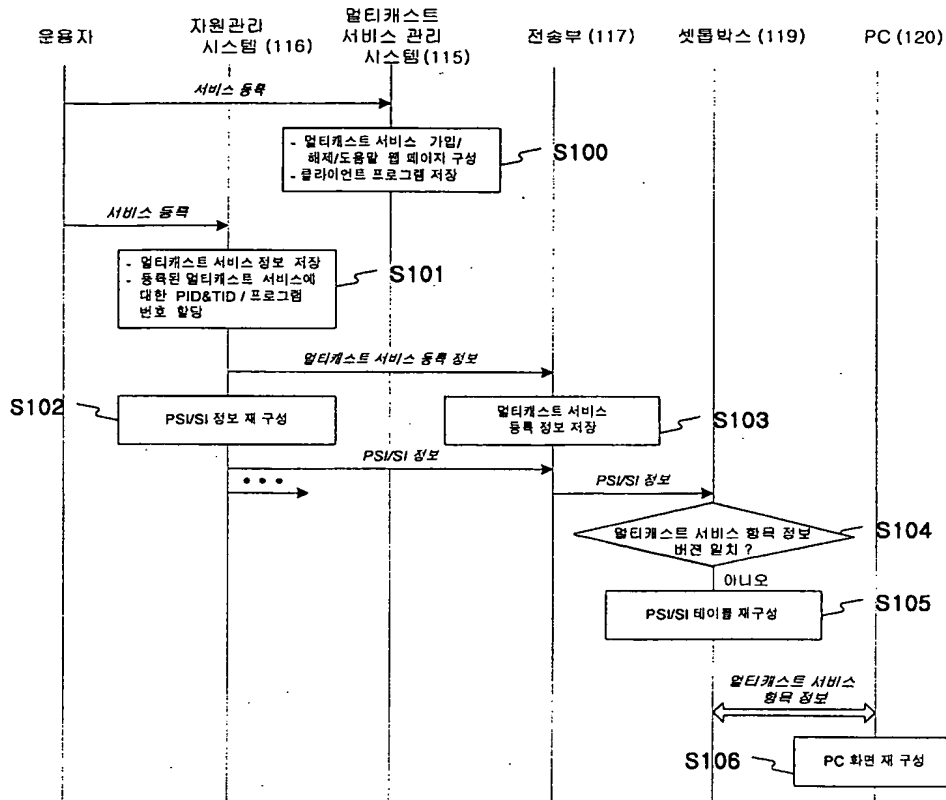 운용자
자원관리
시스템(116)
멀티캐스트
서비스 관리
시스템(115)
전송부(117)
셋톱박스(119)
PC(120)
서비스 등록
- 멀티캐스트 서비스 가입/
해제/도움말 웹 페이지 구성
- 클라이언트 프로그램 저장
S100
서비스 등록
- 멀티캐스트 서비스 정보 저장
- 등록된 멀티캐스트 서비스에
대한 PID&TID / 프로그램
번호 할당
S101
멀티캐스트 서비스 등록 정보
S102
PSI/SI 정보 재 구성
멀티캐스트 서비스
등록 정보 저장
S103
PSI/SI 정보
PSI/SI 정보
멀티캐스트 서비스 항목 정보
버젼 일치 ?
S104
아니오
PSI/SI 테이블 재구성
S105
멀티캐스트 서비스
항목 정보
S106
PC 화면 재 구성